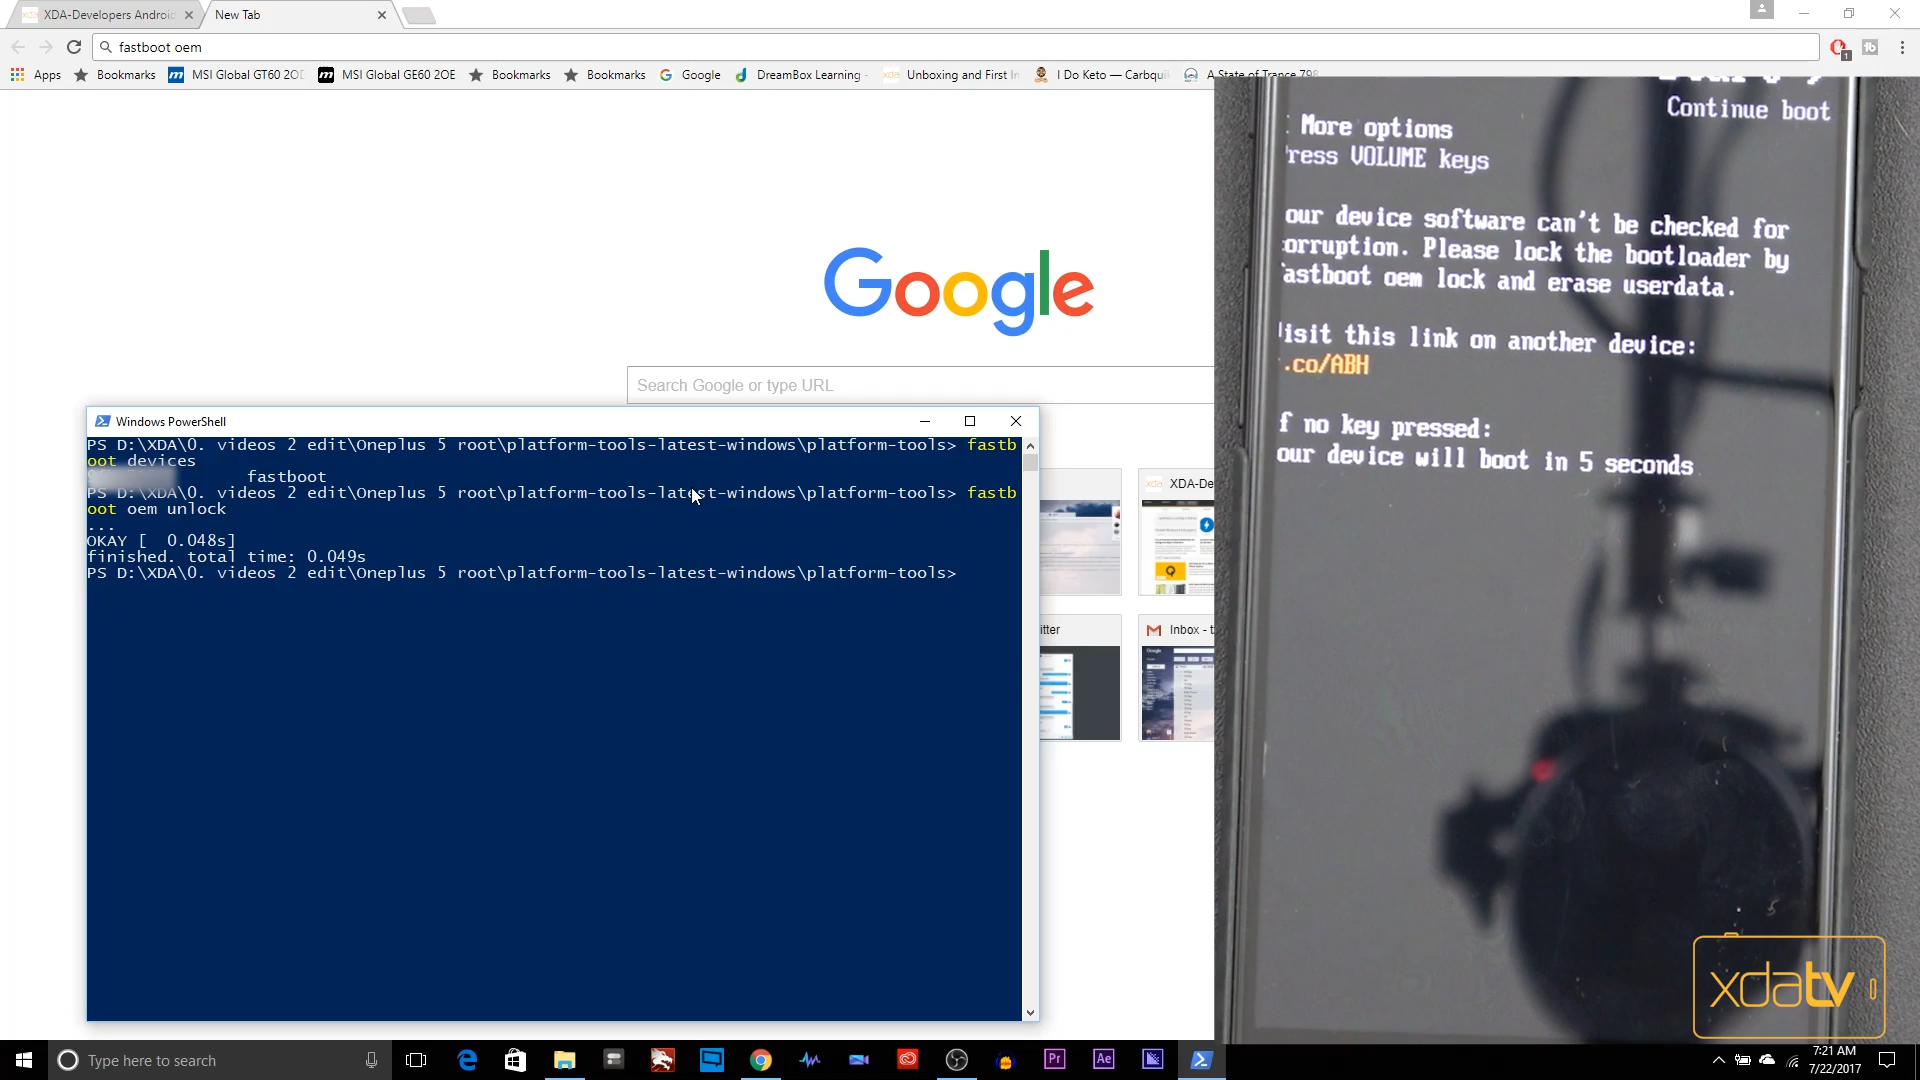 XDA-Developers Android
New Tab
fastboot oem
Apps
Bookmarks
MSI Global GT60 2O
MSI Global GE60 2OE
Bookmarks
Bookmarks
Google
DreamBox Learning -
Unboxing and First In
I Do Keto — Carbqui
A State of Trance 798
Google
Search Google or type URL
Windows PowerShell
PS D:\XDA\0. videos 2 edit\Oneplus 5 root\platform-tools-latest-windows\platform-tools> fastb
oot devices
fastboot
PS D:\XDA\0. videos 2 edit\Oneplus 5 root\platform-tools-latest-windows\platform-tools> fastb
oot oem unlock
...
OKAY [  0.048s]
finished. total time: 0.049s
PS D:\XDA\0. videos 2 edit\Oneplus 5 root\platform-tools-latest-windows\platform-tools>
XDA-De
itter
Inbox - t
Continue boot
More options
ress VOLUME keys
our device software can't be checked for
orruption. Please lock the bootloader by
astboot oem lock and erase userdata.
isit this link on another device:
.co/ABH
f no key pressed:
our device will boot in 5 seconds
xdatv
Type here to search
Pr
Ae
7:21 AM
7/22/2017